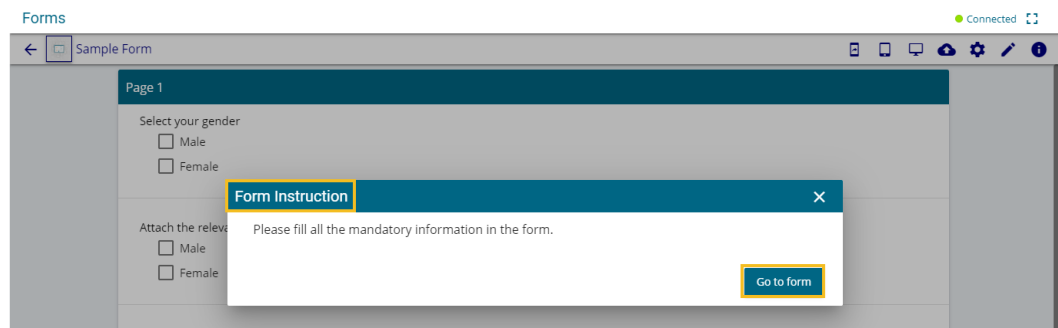 Forms
Connected
Sample Form
Page 1
Select your gender
Male
Female
Form Instruction
Attach the
Please fill all the mandatory information in the form.
Male
Female
Go to form